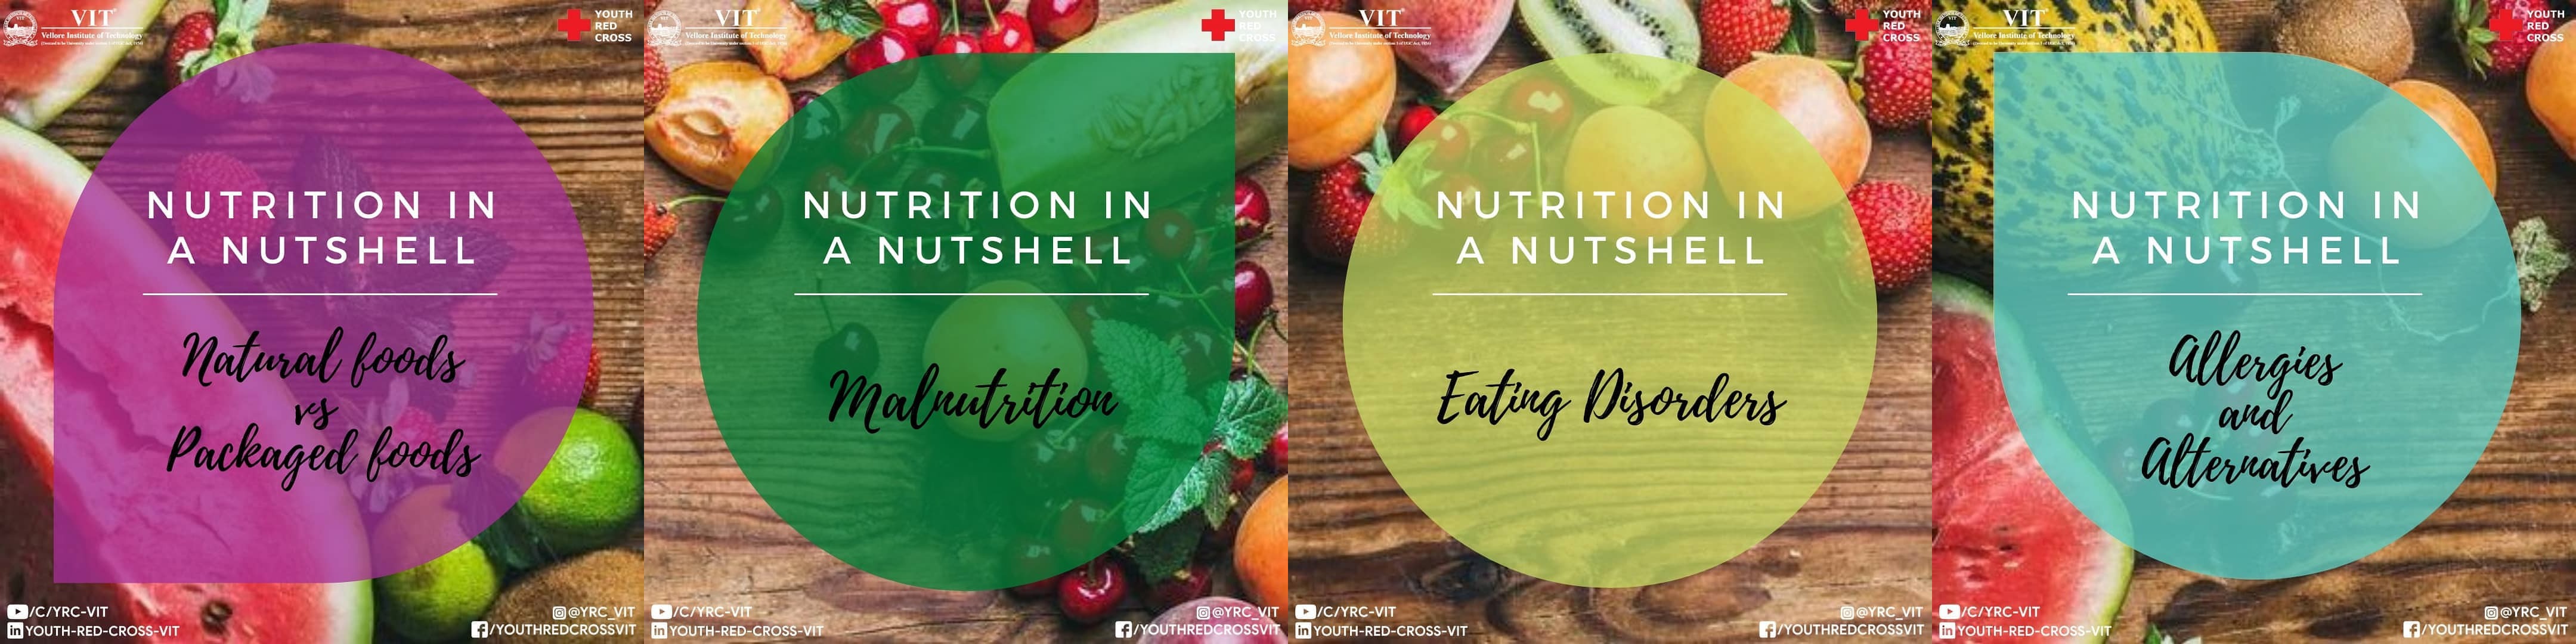 VIT
Vellore Institute of Technology
YOUTH
RED
CROSS
NUTRITION IN
A NUTSHELL
Natural foods
vs
Packaged foods
/C/YRC-VIT
YOUTH-RED-CROSS-VIT
@YRC_VIT
/YOUTHREDCROSSVIT
VIT
Vellore Institute of Technology
YOUTH
RED
CROSS
NUTRITION IN
A NUTSHELL
Malnutrition
/C/YRC-VIT
YOUTH-RED-CROSS-VIT
@YRC_VIT
/YOUTHREDCROSSVIT
VIT
Vellore Institute of Technology
YOUTH
RED
CROSS
NUTRITION IN
A NUTSHELL
Eating Disorders
/C/YRC-VIT
YOUTH-RED-CROSS-VIT
@YRC_VIT
/YOUTHREDCROSSVIT
VIT
Vellore Institute of Technology
YOUTH
RED
CROSS
NUTRITION IN
A NUTSHELL
Allergies
and
Alternatives
/C/YRC-VIT
YOUTH-RED-CROSS-VIT
@YRC_VIT
/YOUTHREDCROSSVIT